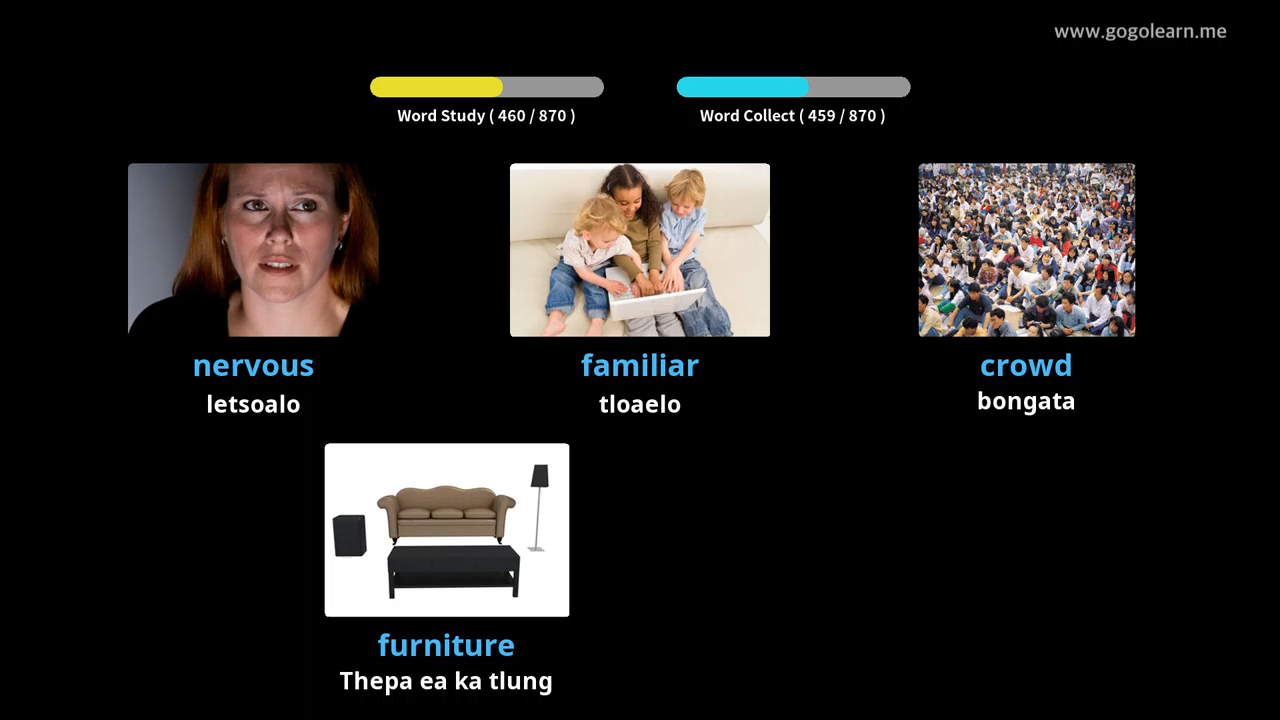 www.gogolearn.me
Word Study ( 460 / 870 )
Word Collect ( 459 / 870 )
nervous
letsoalo
familiar
tloaelo
crowd
bongata
furniture
Thepa ea ka tlung